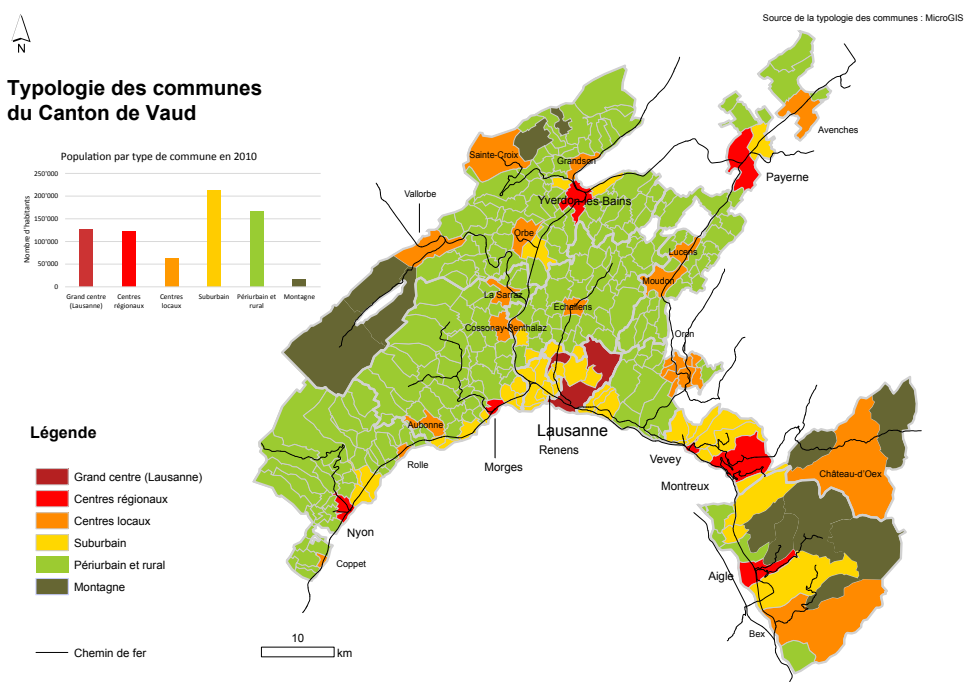 Source de la typologie des communes : MicroGIS
N
Typologie des communes
du Canton de Vaud
Population par type de commune en 2010
Nombre d'habitants
250'000
200'000
150'000
100'000
50'000
0
Grand centre
(Lausanne)
Centres
régionaux
Centres
locaux
Suburbain
Périurbain et
rural
Montagne
Avenches
Payerne
Sainte-Croix
Grandson
Yverdon-les-Bains
Vallorbe
Orbe
Lucens
Moudon
La Sarraz
Echallens
Cossonay-Penthalaz
Oron
Aubonne
Lausanne
Renens
Rolle
Morges
Vevey
Montreux
Château-d'Oex
Nyon
Coppet
Aigle
Bex
Légende
Grand centre (Lausanne)
Centres régionaux
Centres locaux
Suburbain
Périurbain et rural
Montagne
Chemin de fer
10
km